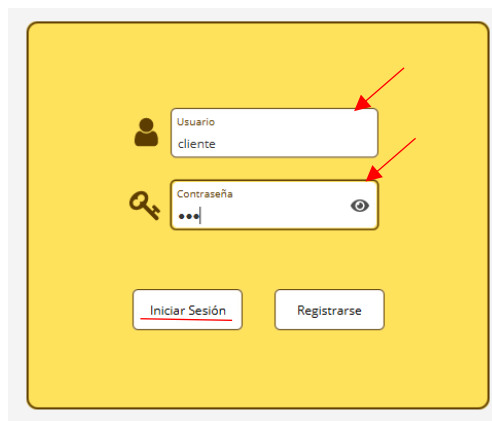 Usuario
cliente
Contraseña
•••
Iniciar Sesión
Registrarse